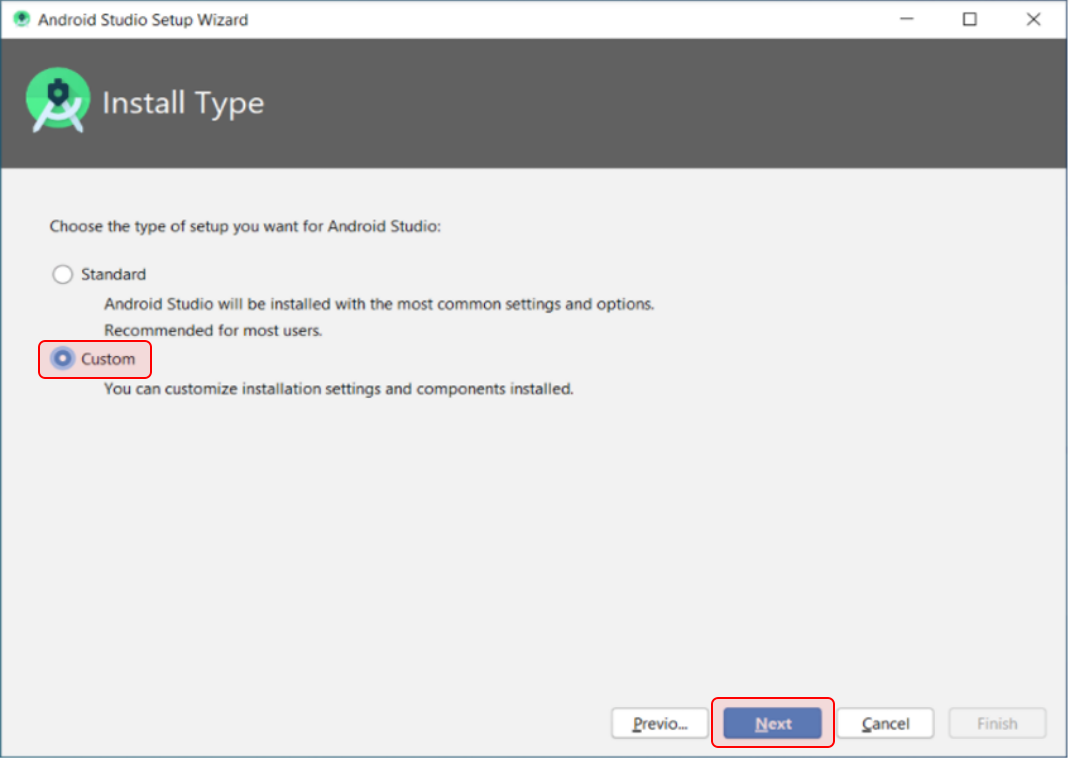 Android Studio Setup Wizard
Install Type
Choose the type of setup you want for Android Studio:
Standard
Android Studio will be installed with the most common settings and options.
Recommended for most users.
Custom
You can customize installation settings and components installed.
Previo...
Next
Cancel
Finish